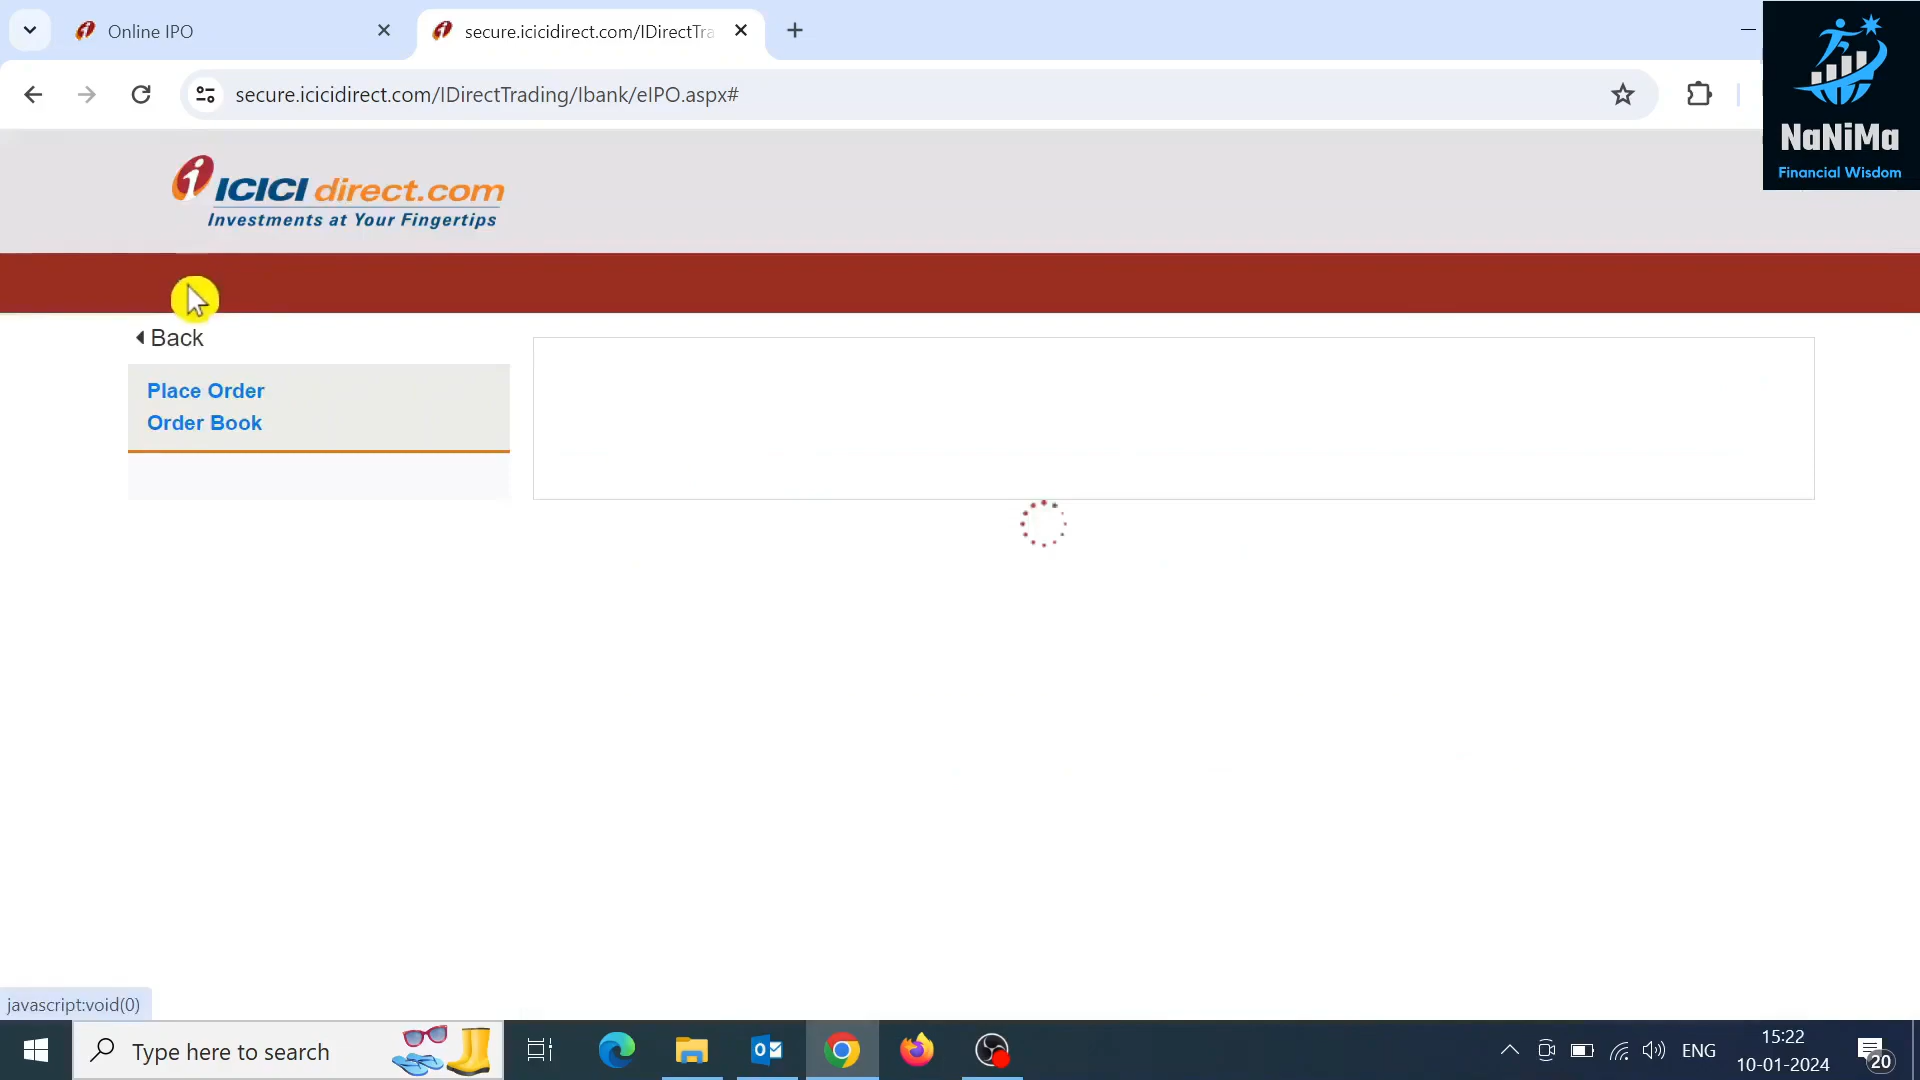 Online IPO
secure.icicidirect.com/IDirectTra
secure.icicidirect.com/IDirectTrading/Ibank/eIPO.aspx#
NaNiMa
Financial Wisdom
i ICICI direct.com
Investments at Your Fingertips
Back
Place Order
Order Book
javascript:void(0)
Type here to search
ENG
15:22
10-01-2024
20